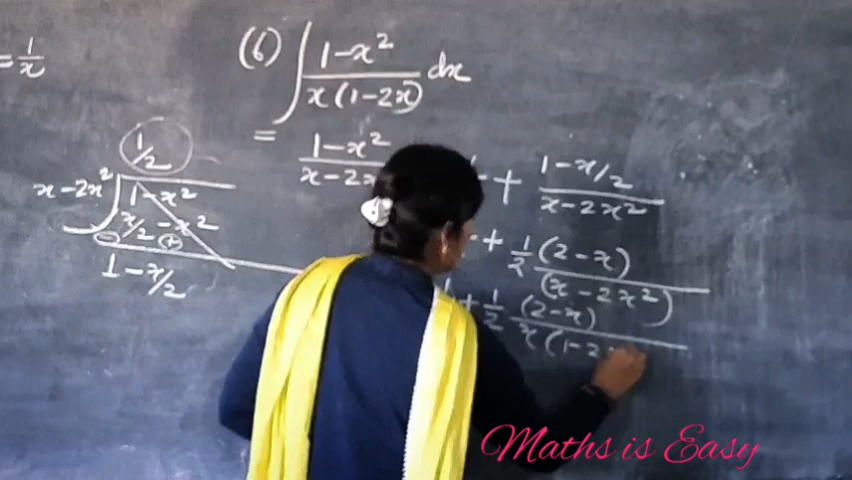 = 1/x
(6) ∫ (1-x²)/(x(1-2x)) dx
1/2
x-2x² ) 1-x²
x/2 - x²
⊖ ⊕
1-x/2
= (1-x²)/(x-2x + (1-x/2)/(x-2x²)
+ 1/2 (2-x)/(x-2x²)
+ 1/2 (2-x)/(x(1-2
Maths is Easy